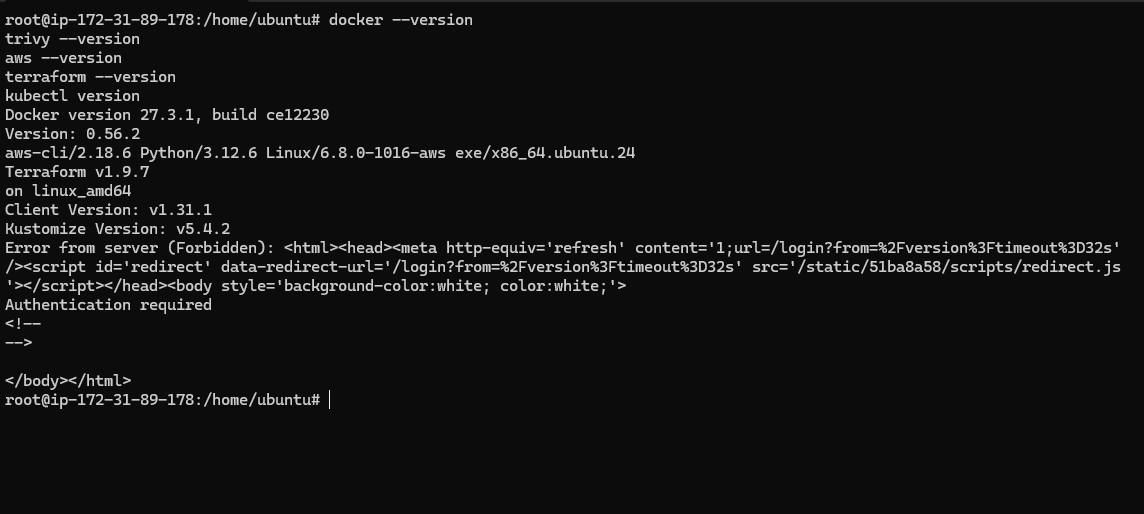 root@ip-172-31-89-178:/home/ubuntu# docker --version
trivy --version
aws --version
terraform --version
kubectl version
Docker version 27.3.1, build ce12230
Version: 0.56.2
aws-cli/2.18.6 Python/3.12.6 Linux/6.8.0-1016-aws exe/x86_64.ubuntu.24
Terraform v1.9.7
on linux_amd64
Client Version: v1.31.1
Kustomize Version: v5.4.2
Error from server (Forbidden): <html><head><meta http-equiv='refresh' content='1;url=/login?from=%2Fversion%3Ftimeout%3D32s'
/><script id='redirect' data-redirect-url='/login?from=%2Fversion%3Ftimeout%3D32s' src='/static/51ba8a58/scripts/redirect.js
'></script></head><body style='background-color:white; color:white;'>
Authentication required
<!--
-->

</body></html>
root@ip-172-31-89-178:/home/ubuntu#